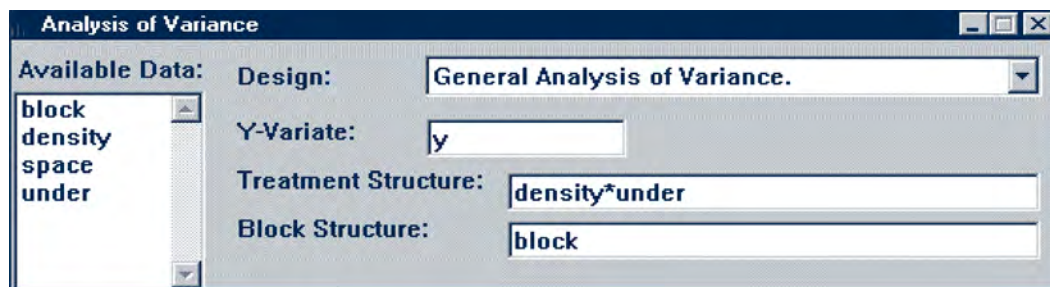 Analysis of Variance
Available Data:
block
density
space
under
Design:
General Analysis of Variance.
Y-Variate:
y
Treatment Structure:
density*under
Block Structure:
block